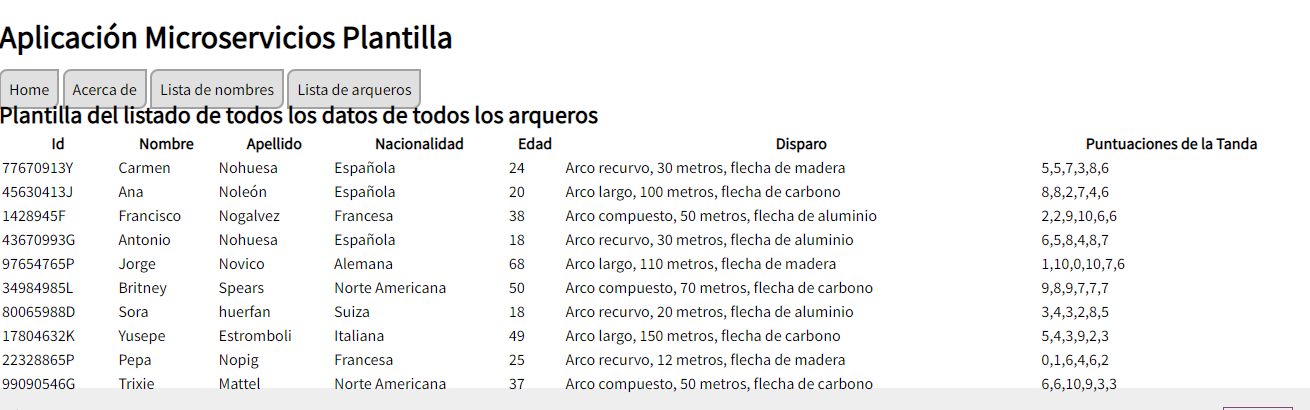 Aplicación Microservicios Plantilla
Home Acerca de Lista de nombres Lista de arqueros
Plantilla del listado de todos los datos de todos los arqueros
Id Nombre Apellido Nacionalidad Edad Disparo Puntuaciones de la Tanda
77670913Y Carmen Nohuesa Española 24 Arco recurvo, 30 metros, flecha de madera 5,5,7,3,8,6
45630413J Ana Noleón Española 20 Arco largo, 100 metros, flecha de carbono 8,8,2,7,4,6
1428945F Francisco Nogalvez Francesa 38 Arco compuesto, 50 metros, flecha de aluminio 2,2,9,10,6,6
43670993G Antonio Nohuesa Española 18 Arco recurvo, 30 metros, flecha de aluminio 6,5,8,4,8,7
97654765P Jorge Novico Alemana 68 Arco largo, 110 metros, flecha de madera 1,10,0,10,7,6
34984985L Britney Spears Norte Americana 50 Arco compuesto, 70 metros, flecha de carbono 9,8,9,7,7,7
80065988D Sora huerfan Suiza 18 Arco recurvo, 20 metros, flecha de aluminio 3,4,3,2,8,5
17804632K Yusepe Estromboli Italiana 49 Arco largo, 150 metros, flecha de carbono 5,4,3,9,2,3
22328865P Pepa Nopig Francesa 25 Arco recurvo, 12 metros, flecha de madera 0,1,6,4,6,2
99090546G Trixie Mattel Norte Americana 37 Arco compuesto, 50 metros, flecha de carbono 6,6,10,9,3,3